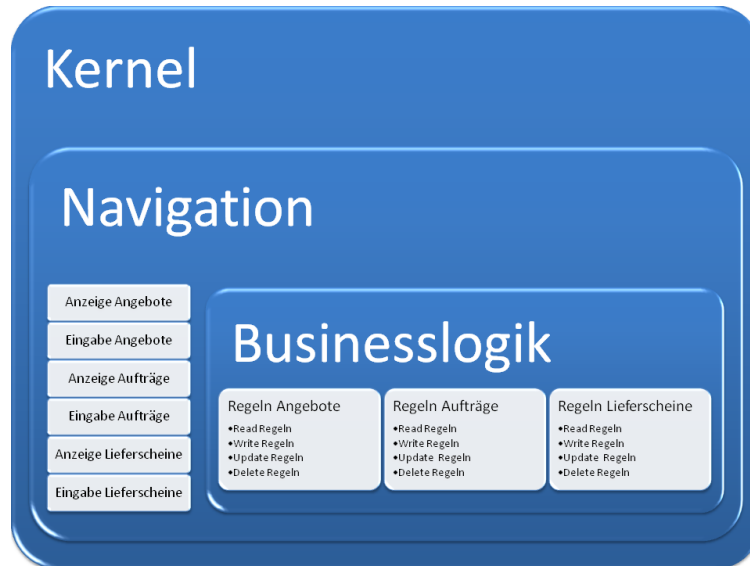 Kernel
Navigation
Anzeige Angebote
Eingabe Angebote
Anzeige Aufträge
Eingabe Aufträge
Anzeige Lieferscheine
Eingabe Lieferscheine
Businesslogik
Regeln Angebote
•Read Regeln
•Write Regeln
•Update Regeln
•Delete Regeln
Regeln Aufträge
•Read Regeln
•Write Regeln
•Update Regeln
•Delete Regeln
Regeln Lieferscheine
•Read Regeln
•Write Regeln
•Update Regeln
•Delete Regeln